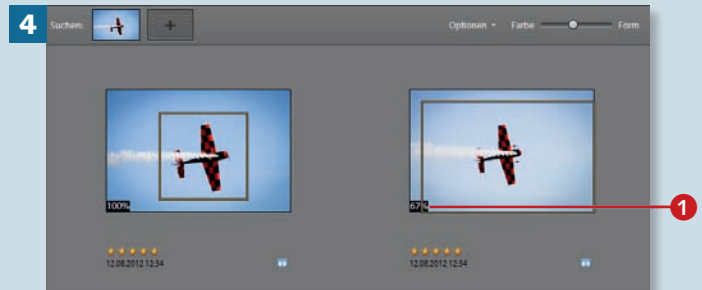 4
Suchen:
+
Optionen
Farbe
Form
100%
67%
1
12.08.2012 12:34
12.08.2012 12:34